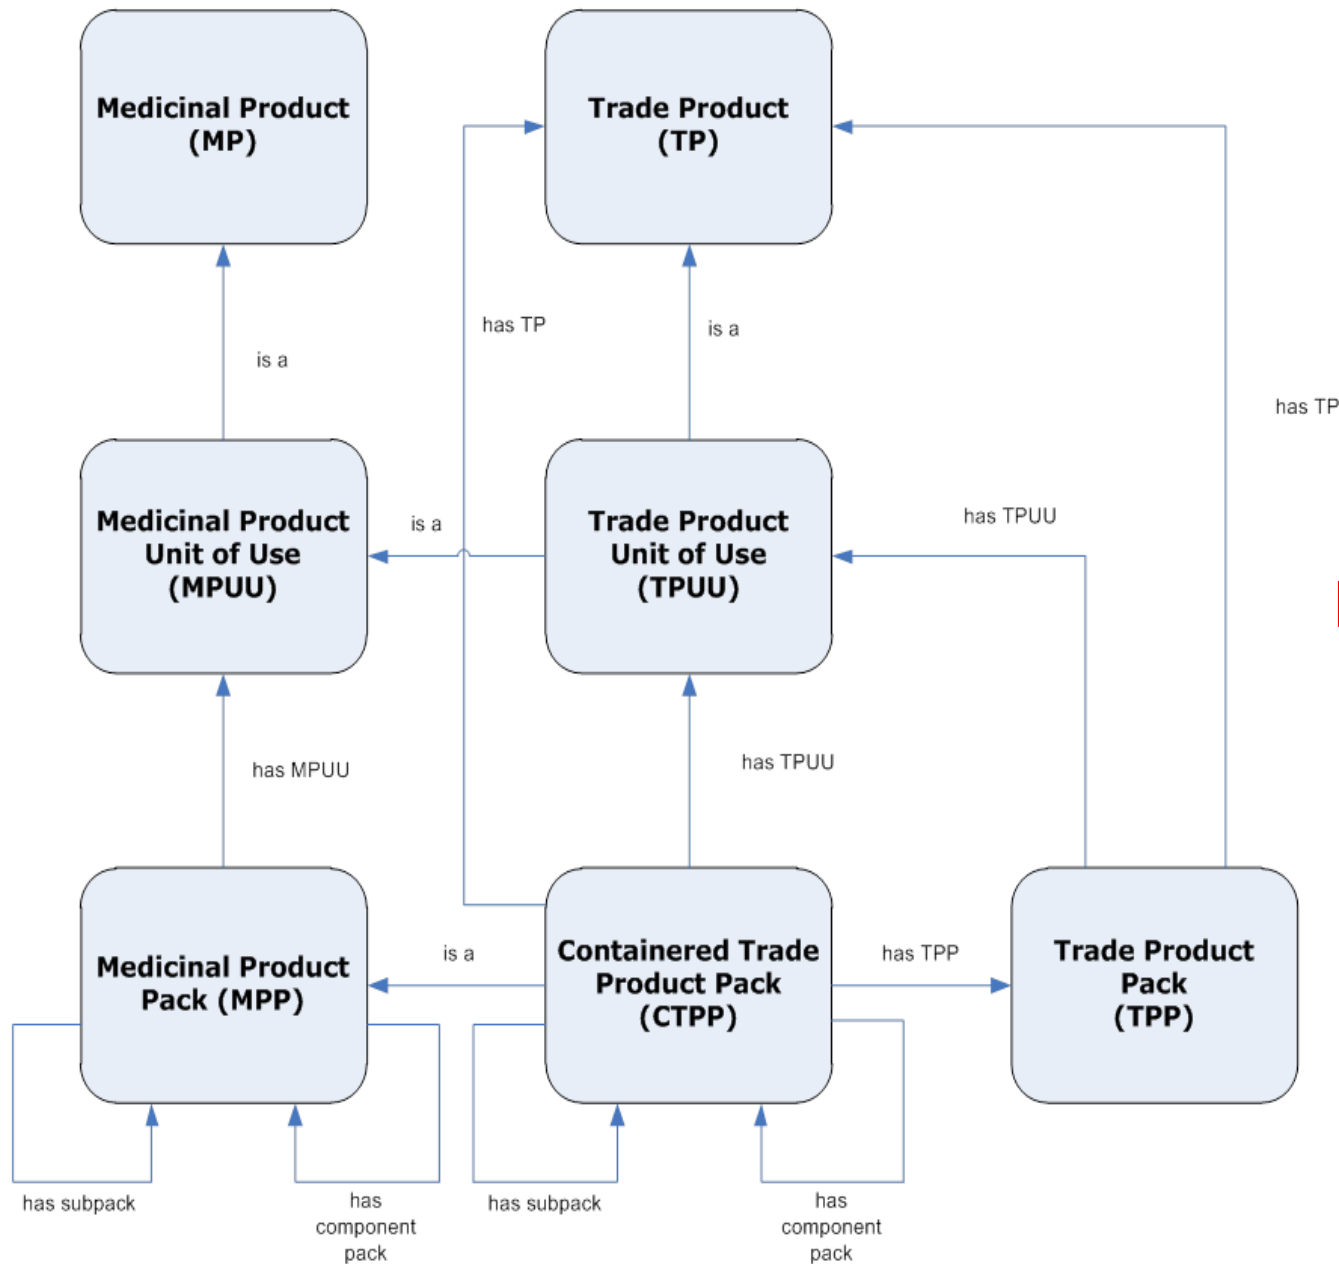 Medicinal Product
(MP)
Trade Product
(TP)
has TP
is a
is a
has TP
Medicinal Product
Unit of Use
(MPUU)
is a
Trade Product
Unit of Use
(TPUU)
has TPUU
has MPUU
has TPUU
Medicinal Product
Pack (MPP)
is a
Containered Trade
Product Pack
(CTPP)
has TPP
Trade Product
Pack
(TPP)
has subpack
has
component
pack
has subpack
has
component
pack